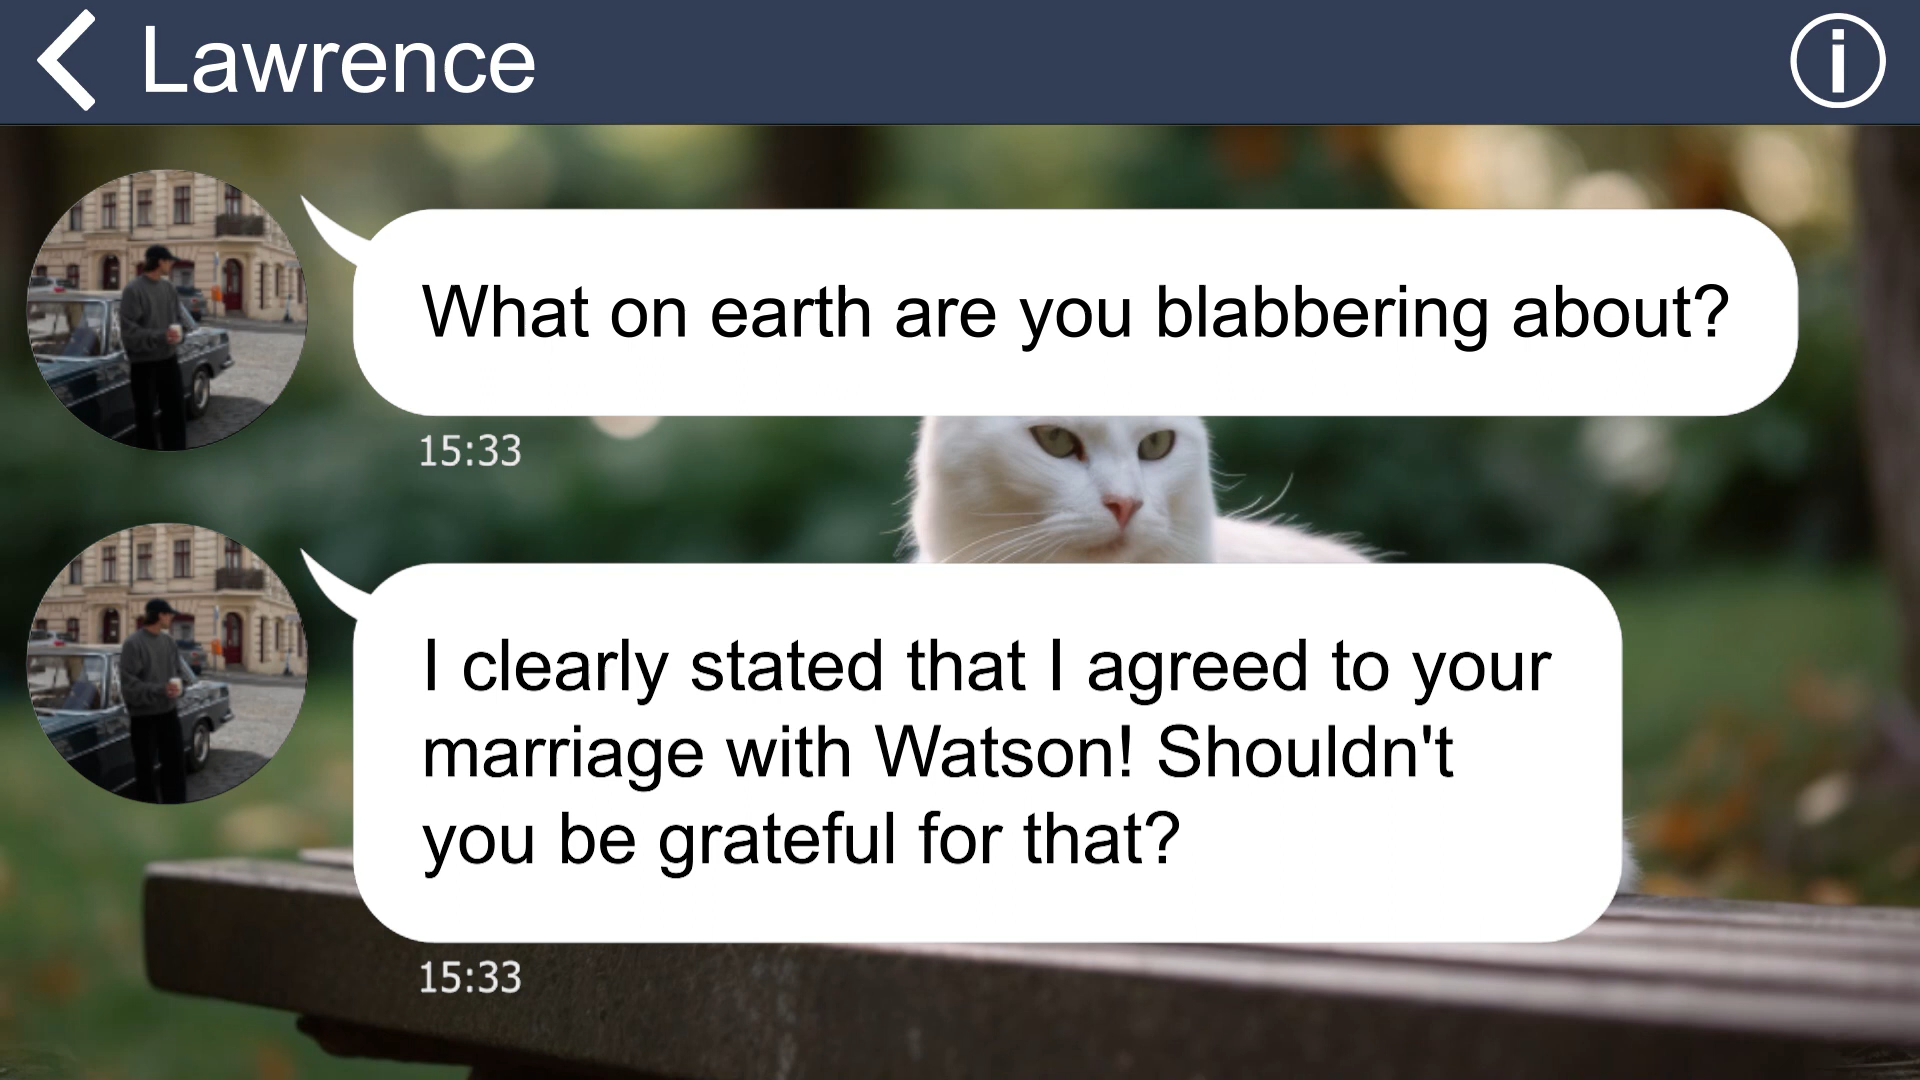 Lawrence
What on earth are you blabbering about?
15:33
I clearly stated that I agreed to your
marriage with Watson! Shouldn't
you be grateful for that?
15:33